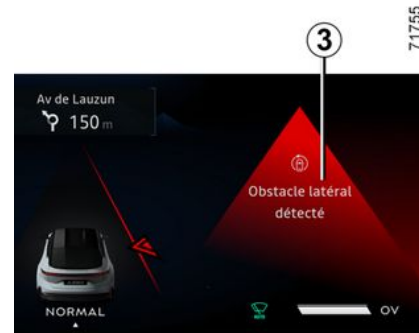 71755
3
Av de Lauzun
150 m
Obstacle latéral
détecté
NORMAL
OV